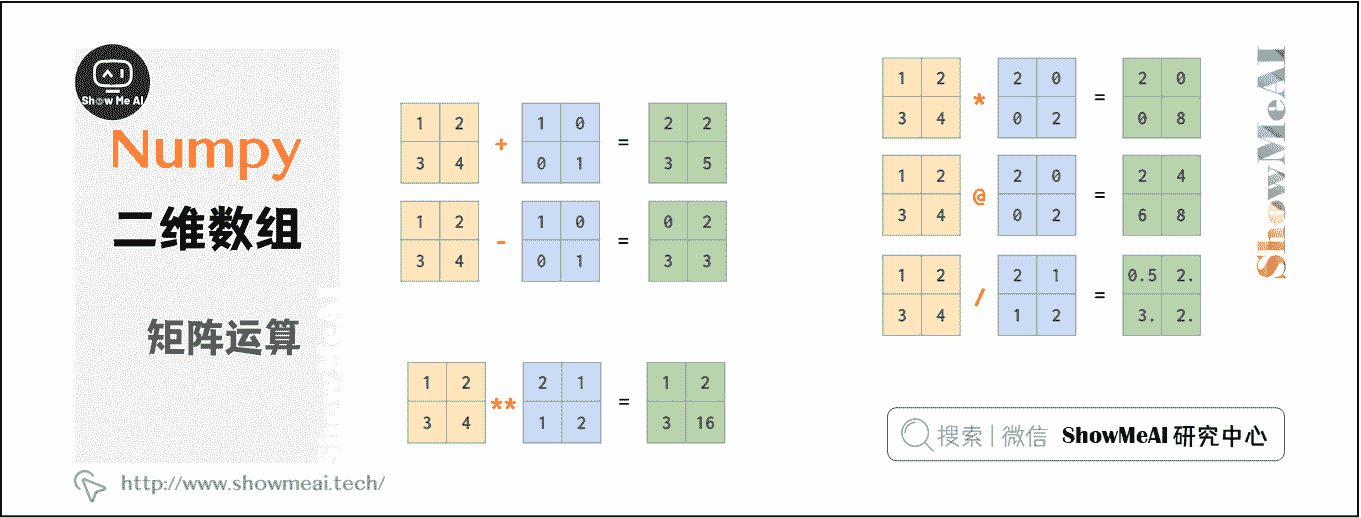 Show Me AI
Numpy
二维数组
矩阵运算
http://www.showmeai.tech/
1 2 1 0 2 2
+ =
3 4 0 1 3 5
1 2 1 0 0 2
- =
3 4 0 1 3 3
1 2 2 1 1 2
** =
3 4 1 2 3 16
1 2 2 0 2 0
* =
3 4 0 2 0 8
1 2 2 0 2 4
@ =
3 4 0 2 6 8
1 2 2 1 0.5 2.
/ =
3 4 1 2 3. 2.
搜索 | 微信 ShowMeAI 研究中心
ShowMeAI